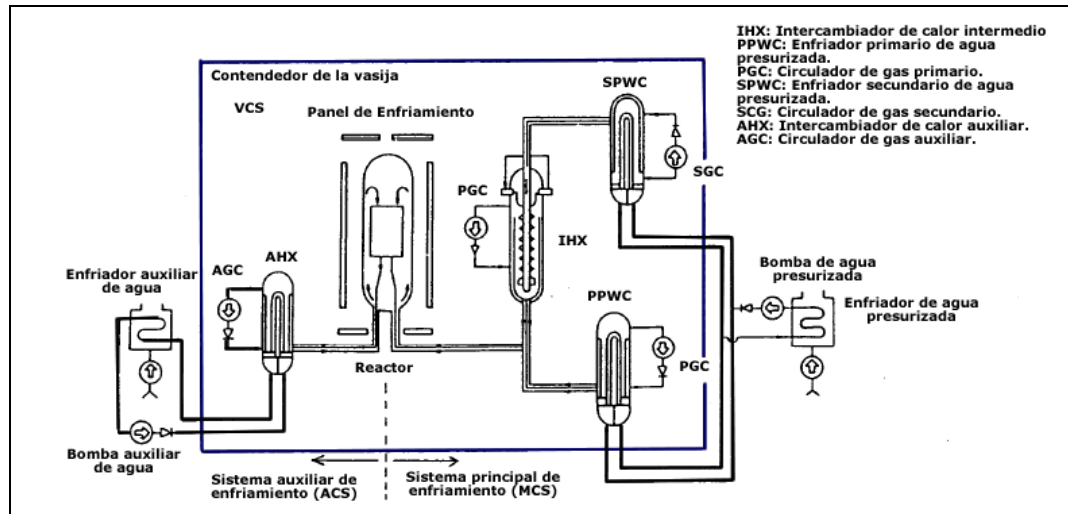 IHX: Intercambiador de calor intermedio
PPWC: Enfriador primario de agua
presurizada.
PGC: Circulador de gas primario.
SPWC: Enfriador secundario de agua
presurizada.
SCG: Circulador de gas secundario.
AHX: Intercambiador de calor auxiliar.
AGC: Circulador de gas auxiliar.
Contendedor de la vasija
VCS
Panel de Enfriamiento
SPWC
SGC
PGC
IHX
AHX
AGC
Enfriador auxiliar
de agua
Bomba de agua
presurizada
Enfriador de agua
presurizada
PPWC
PGC
Reactor
Bomba auxiliar
de agua
Sistema auxiliar de
enfriamiento (ACS)
Sistema principal de
enfriamiento (MCS)